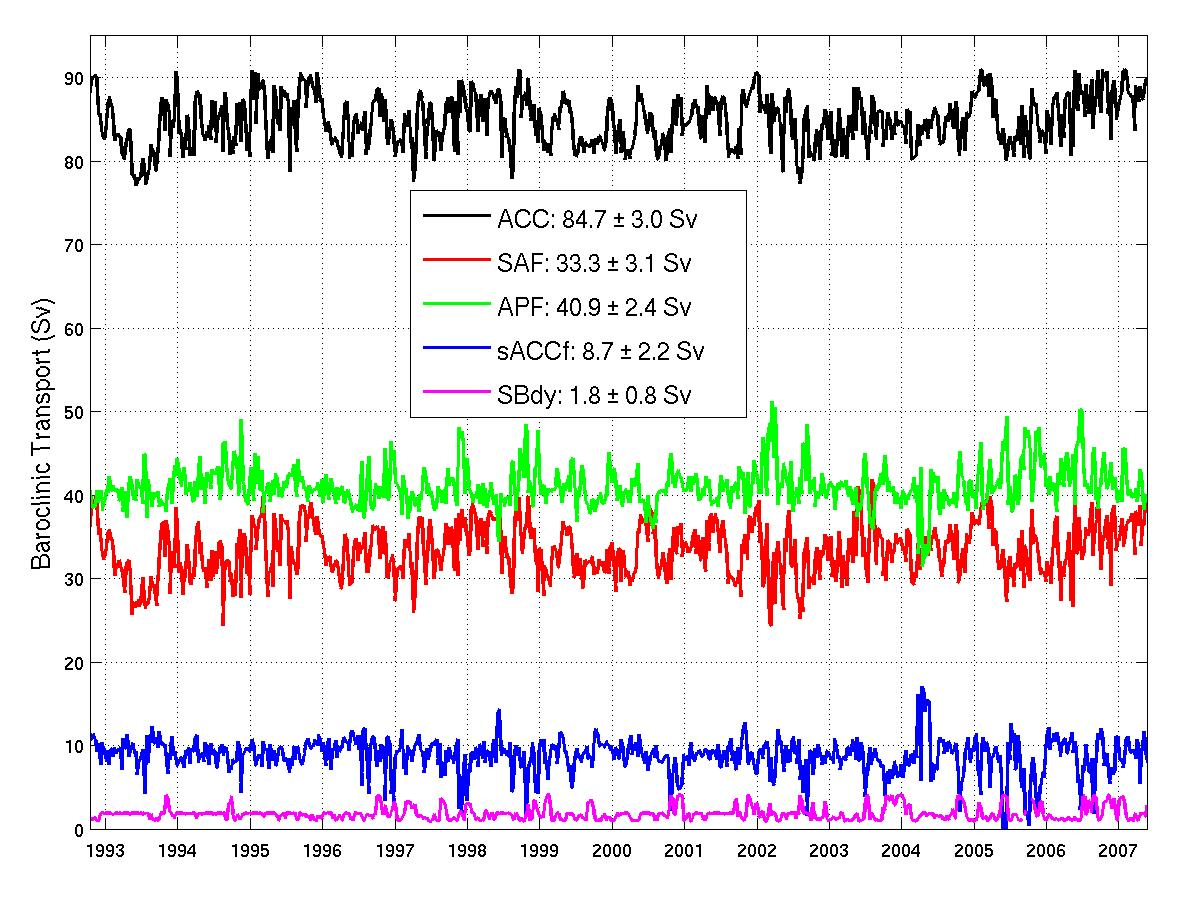 90
80
70
60
50
40
30
20
10
0
Baroclinic Transport (Sv)
ACC: 84.7 ± 3.0 Sv
SAF: 33.3 ± 3.1 Sv
APF: 40.9 ± 2.4 Sv
sACCf: 8.7 ± 2.2 Sv
SBdy: 1.8 ± 0.8 Sv
1993 1994 1995 1996 1997 1998 1999 2000 2001 2002 2003 2004 2005 2006 2007